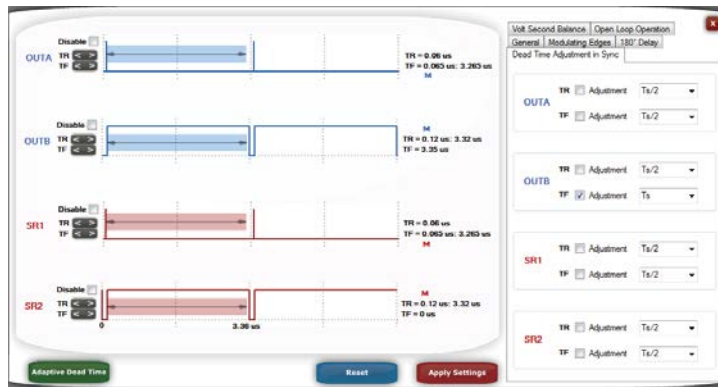 Disable
OUTA
TR < >
TF < >
TR = 0.06 us
TF = 0.065 us: 3.265 us
M
Disable
OUTB
TR < >
TF < >
M
TR = 0.12 us: 3.32 us
TF = 3.35 us
Disable
SR1
TR < >
TF < >
TR = 0.06 us
TF = 0.065 us: 3.265 us
M
Disable
SR2
TR < >
TF < >
M
TR = 0.12 us: 3.32 us
TF = 0 us
0
3.36 us
Adaptive Dead Time
Reset
Apply Settings
x
Volt Second Balance
Open Loop Operation
General
Modulating Edges
180° Delay
Dead Time Adjustment in Sync
OUTA
TR Adjustment Ts/2
TF Adjustment Ts/2
OUTB
TR Adjustment Ts/2
TF Adjustment Ts
SR1
TR Adjustment Ts/2
TF Adjustment Ts/2
SR2
TR Adjustment Ts/2
TF Adjustment Ts/2